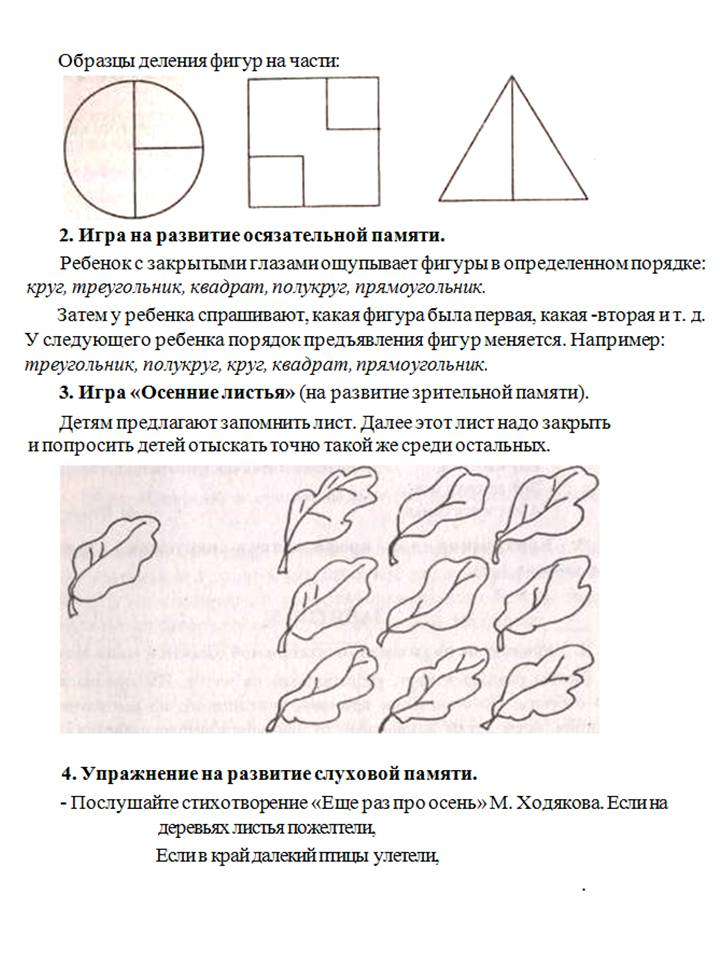 Образцы деления фигур на части:
2. Игра на развитие осязательной памяти.
Ребенок с закрытыми глазами ощупывает фигуры в определенном порядке:
круг, треугольник, квадрат, полукруг, прямоугольник.
Затем у ребенка спрашивают, какая фигура была первая, какая -вторая и т. д.
У следующего ребенка порядок предъявления фигур меняется. Например:
треугольник, полукруг, круг, квадрат, прямоугольник.
3. Игра «Осенние листья» (на развитие зрительной памяти).
Детям предлагают запомнить лист. Далее этот лист надо закрыть
и попросить детей отыскать точно такой же среди остальных.
4. Упражнение на развитие слуховой памяти.
- Послушайте стихотворение «Еще раз про осень» М. Ходякова. Если на
деревьях листья пожелтели,
Если в край далекий птицы улетели,
.